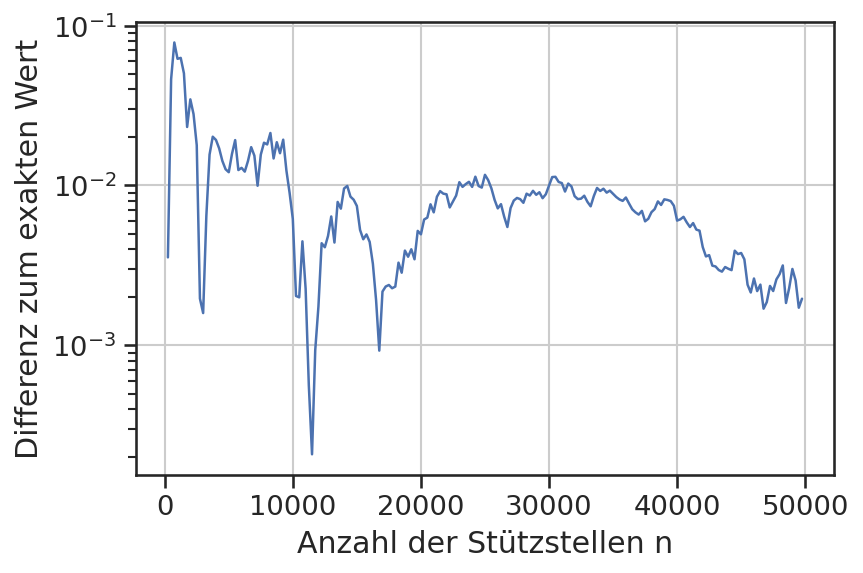 Differenz zum exakten Wert
10⁻¹
10⁻²
10⁻³
0 10000 20000 30000 40000 50000
Anzahl der Stützstellen n